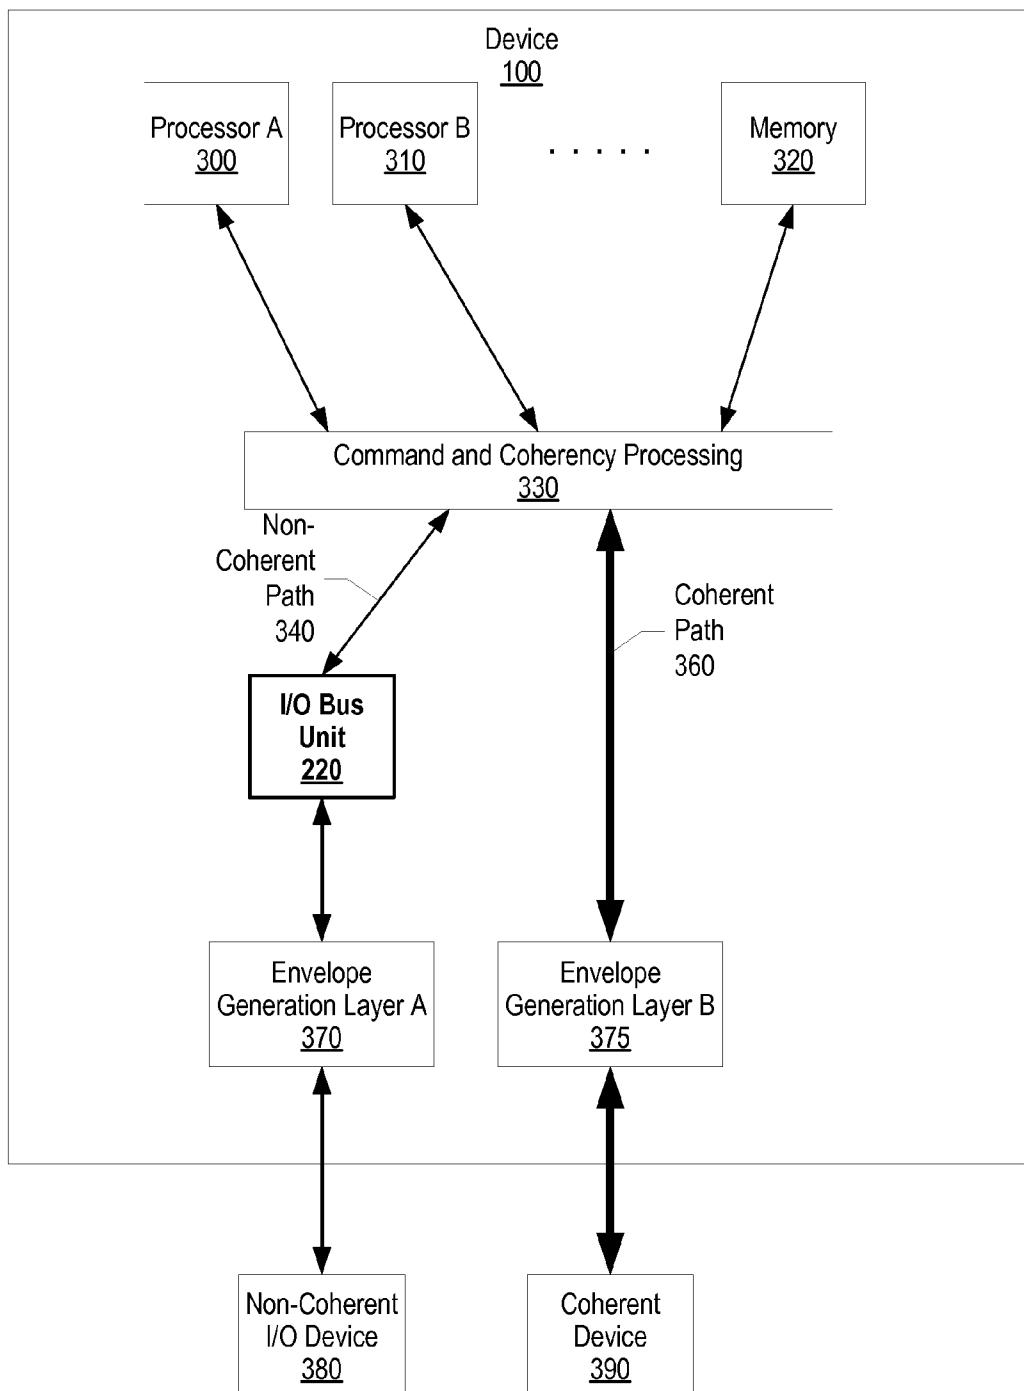 Device
100
Processor A
300
Processor B
310
. . . . .
Memory
320
Command and Coherency Processing
330
Non-
Coherent
Path
340
Coherent
Path
360
I/O Bus
Unit
220
Envelope
Generation Layer A
370
Envelope
Generation Layer B
375
Non-Coherent
I/O Device
380
Coherent
Device
390